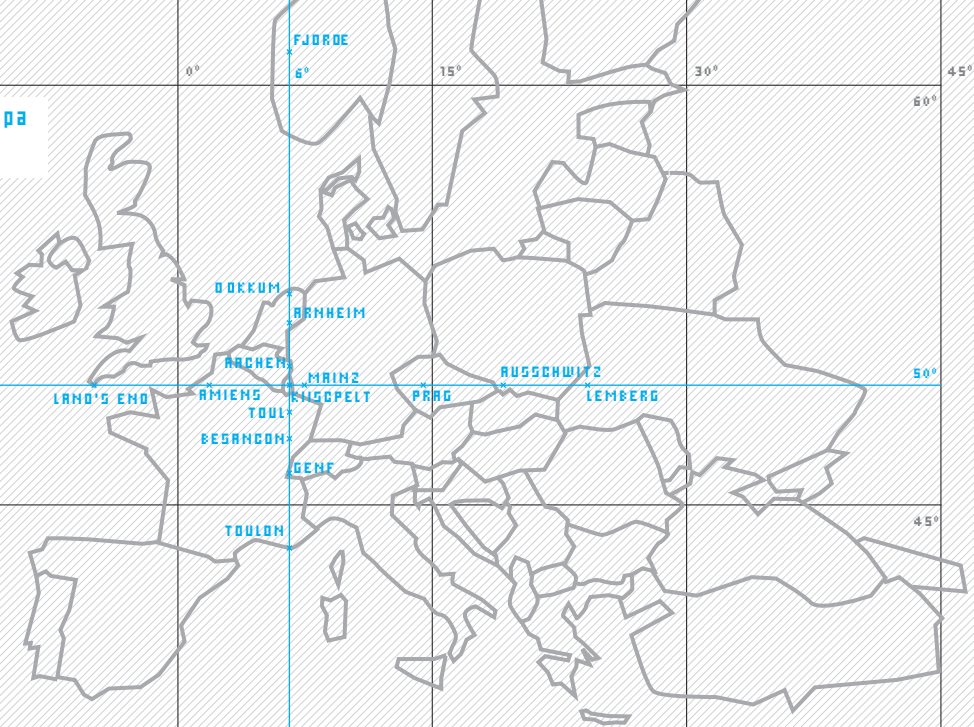 FJORDE
0°
6°
15°
30°
45°
60°
pa
DOKKUM
ARNHEIM
AACHEN
MAINZ
AUSSCHWITZ
50°
LAND'S END
AMIENS
PRAG
LEMBERG
TOUL
BESANCON
GENF
45°
TOULON